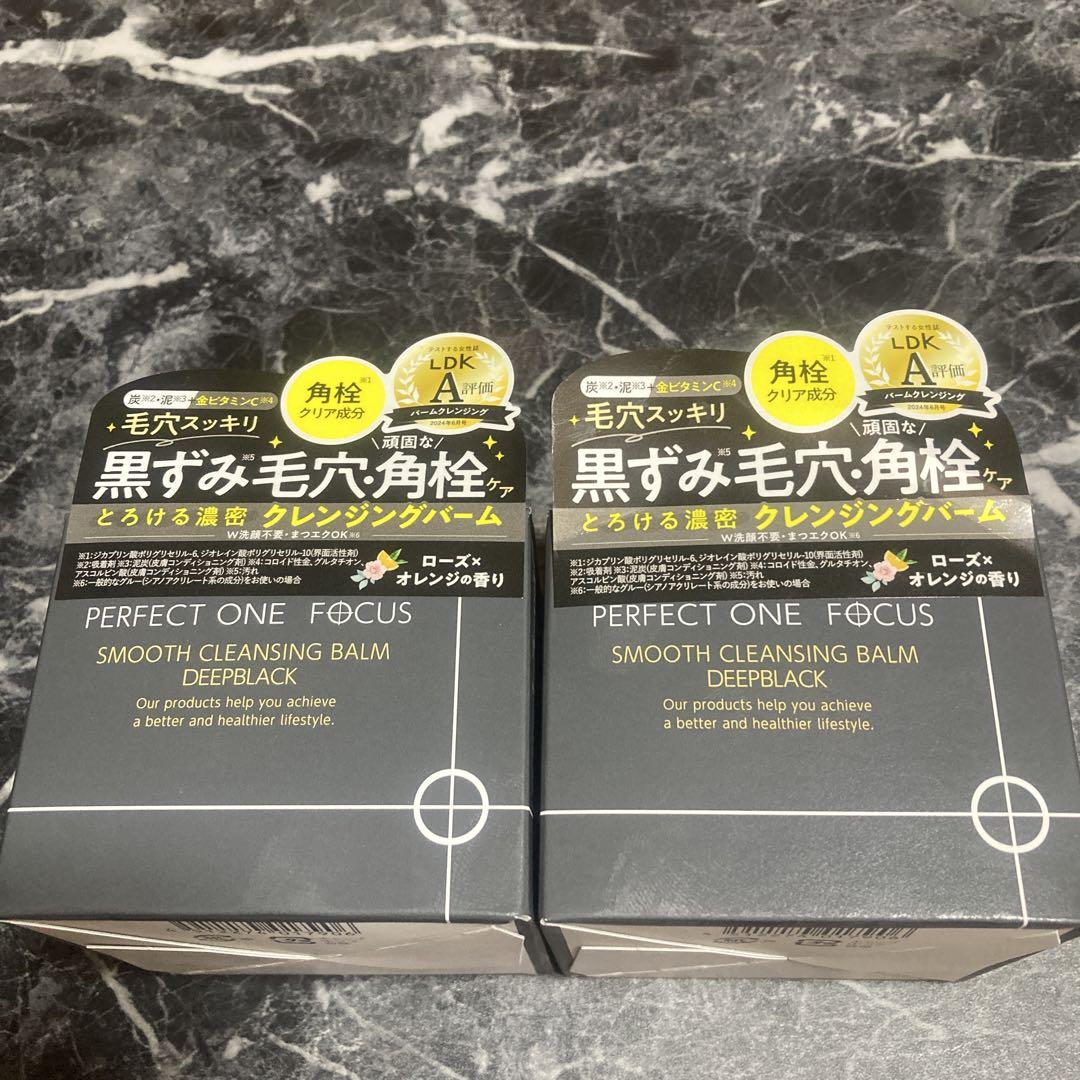 炭※2・泥※3+金ビタミンC※4
毛穴スッキリ
角栓※1
クリア成分
テストする女性誌
LDK
A評価
バームクレンジング
2024年6月号
頑固な
黒ずみ※5毛穴・角栓ケア
とろける濃密 クレンジングバーム
W洗顔不要・まつエクOK※6
※1:ジカプリン酸ポリグリセリル-6、ジオレイン酸ポリグリセリル-10(界面活性剤)
※2:吸着剤 ※3:泥炭(皮膚コンディショニング剤) ※4:コロイド性金、グルタチオン、
アスコルビン酸(皮膚コンディショニング剤) ※5:汚れ
※6:一般的なグルー(シアノアクリレート系の成分)をお使いの場合
ローズ×
オレンジの香り
PERFECT ONE FOCUS
SMOOTH CLEANSING BALM
DEEPBLACK
Our products help you achieve
a better and healthier lifestyle.
炭※2・泥※3+金ビタミンC※4
毛穴スッキリ
角栓※1
クリア成分
テストする女性誌
LDK
A評価
バームクレンジング
2024年6月号
頑固な
黒ずみ※5毛穴・角栓ケア
とろける濃密 クレンジングバーム
W洗顔不要・まつエクOK※6
※1:ジカプリン酸ポリグリセリル-6、ジオレイン酸ポリグリセリル-10(界面活性剤)
※2:吸着剤 ※3:泥炭(皮膚コンディショニング剤) ※4:コロイド性金、グルタチオン、
アスコルビン酸(皮膚コンディショニング剤) ※5:汚れ
※6:一般的なグルー(シアノアクリレート系の成分)をお使いの場合
ローズ×
オレンジの香り
PERFECT ONE FOCUS
SMOOTH CLEANSING BALM
DEEPBLACK
Our products help you achieve
a better and healthier lifestyle.